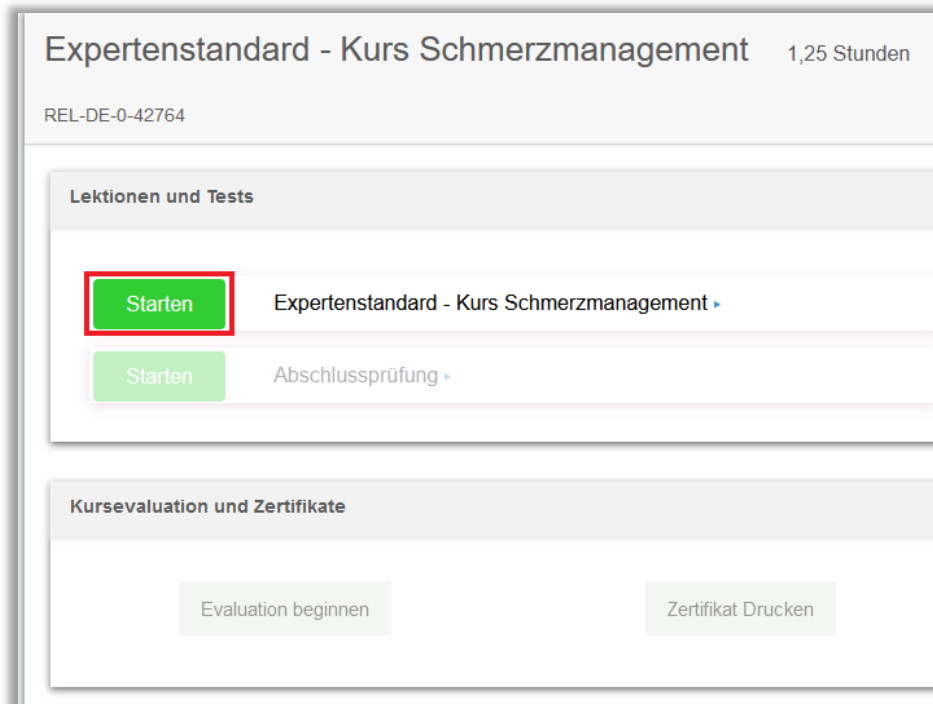 Expertenstandard - Kurs Schmerzmanagement 1,25 Stunden
REL-DE-0-42764
Lektionen und Tests
Starten Expertenstandard - Kurs Schmerzmanagement
Starten Abschlussprüfung
Kursevaluation und Zertifikate
Evaluation beginnen Zertifikat Drucken